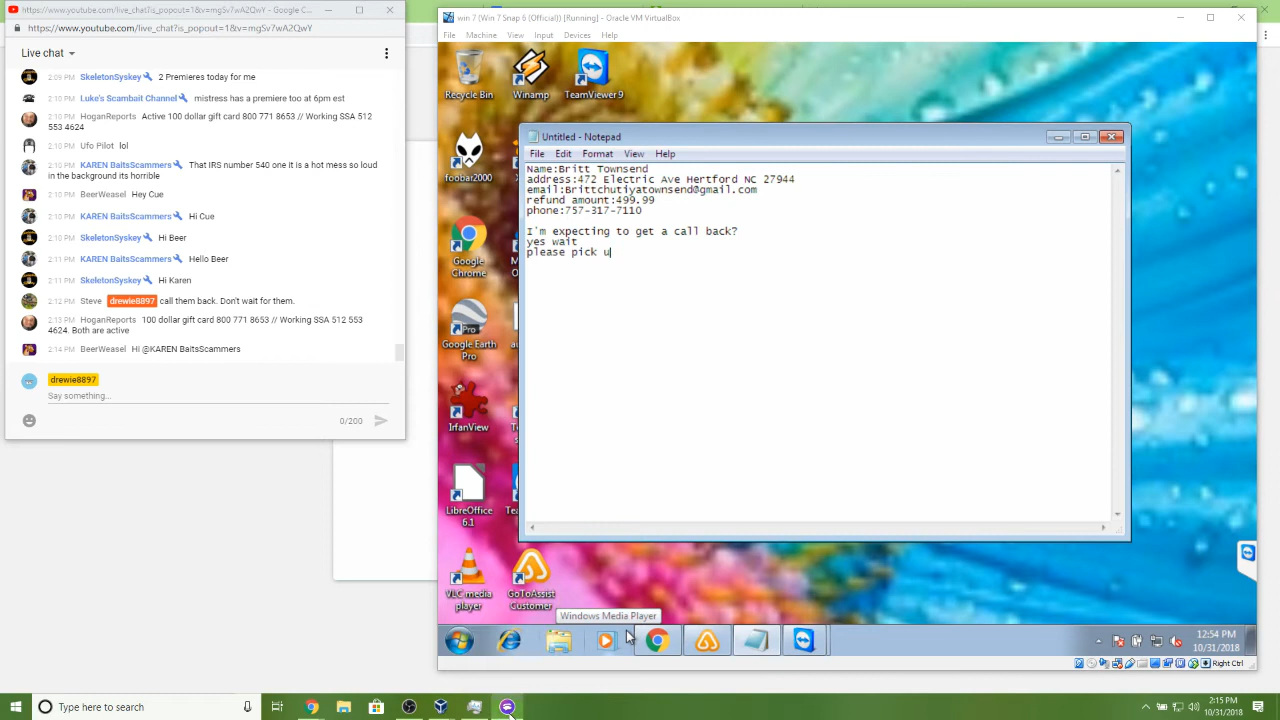 https://www.youtube.com/live_chat?is_popout=1&v=mgSv7wA2QwY - Google C...
https://www.youtube.com/live_chat?is_popout=1&v=mgSv7wA2QwY
Live chat
2:09 PM SkeletonSyskey 2 Premieres today for me
2:10 PM Luke's Scambait Channel mistress has a premiere too at 6pm est
2:10 PM HoganReports Active 100 dollar gift card 800 771 8653 // Working SSA 512
553 4624
2:10 PM Ufo Pilot lol
2:10 PM KAREN BaitsScammers That IRS number 540 one it is a hot mess so loud
in the background its horrible
2:10 PM BeerWeasel Hey Cue
2:10 PM KAREN BaitsScammers Hi Cue
2:10 PM SkeletonSyskey Hi Beer
2:11 PM KAREN BaitsScammers Hello Beer
2:11 PM SkeletonSyskey Hi Karen
2:12 PM Steve drewie8897 call them back. Don't wait for them.
2:13 PM HoganReports 100 dollar gift card 800 771 8653 // Working SSA 512 553
4624. Both are active
2:14 PM BeerWeasel Hi @KAREN BaitsScammers
drewie8897
Say something...
0/200
win 7 (Win 7 Snap 6 (Official)) [Running] - Oracle VM VirtualBox
File Machine View Input Devices Help
Recycle Bin
Winamp
TeamViewer 9
foobar2000
Google
Chrome
Google Earth
Pro
IrfanView
LibreOffice
6.1
VLC media
player
GoToAssist
Customer
Untitled - Notepad
File Edit Format View Help
Name:Britt Townsend
address:472 Electric Ave Hertford NC 27944
email:Brittchutiyatownsend@gmail.com
refund amount:499.99
phone:757-317-7110
I'm expecting to get a call back?
yes wait
please pick u
Windows Media Player
12:54 PM
10/31/2018
Right Ctrl
Type here to search
2:15 PM
10/31/2018